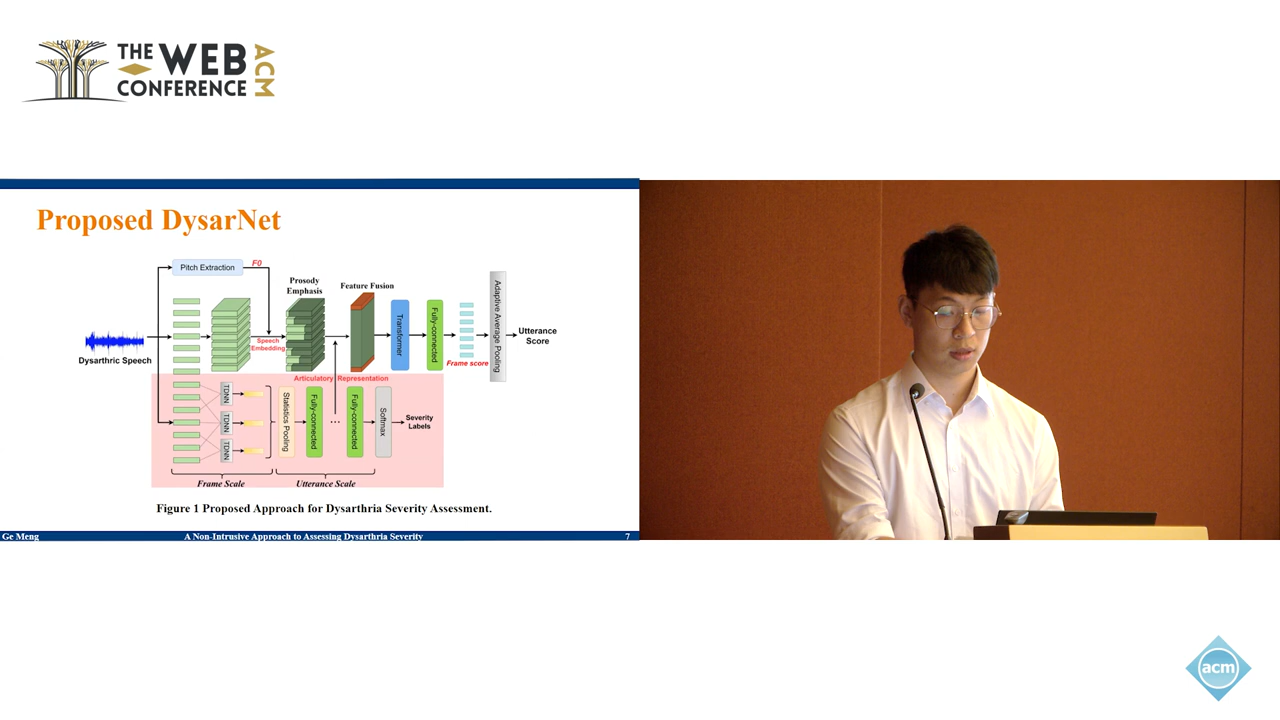 THE WEB
CONFERENCE
ACM
Proposed DysarNet
Pitch Extraction
F0
Prosody
Emphasis
Feature Fusion
Speech
Embedding
Transformer
Fully-connected
Frame score
Adaptive Average Pooling
Utterance
Score
Dysarthric Speech
Articulatory Representation
TDNN
TDNN
TDNN
Statistics Pooling
Fully-connected
...
Fully-connected
Softmax
Severity
Labels
Frame Scale
Utterance Scale
Figure 1 Proposed Approach for Dysarthria Severity Assessment.
Ge Meng
A Non-Intrusive Approach to Assessing Dysarthria Severity
7
acm